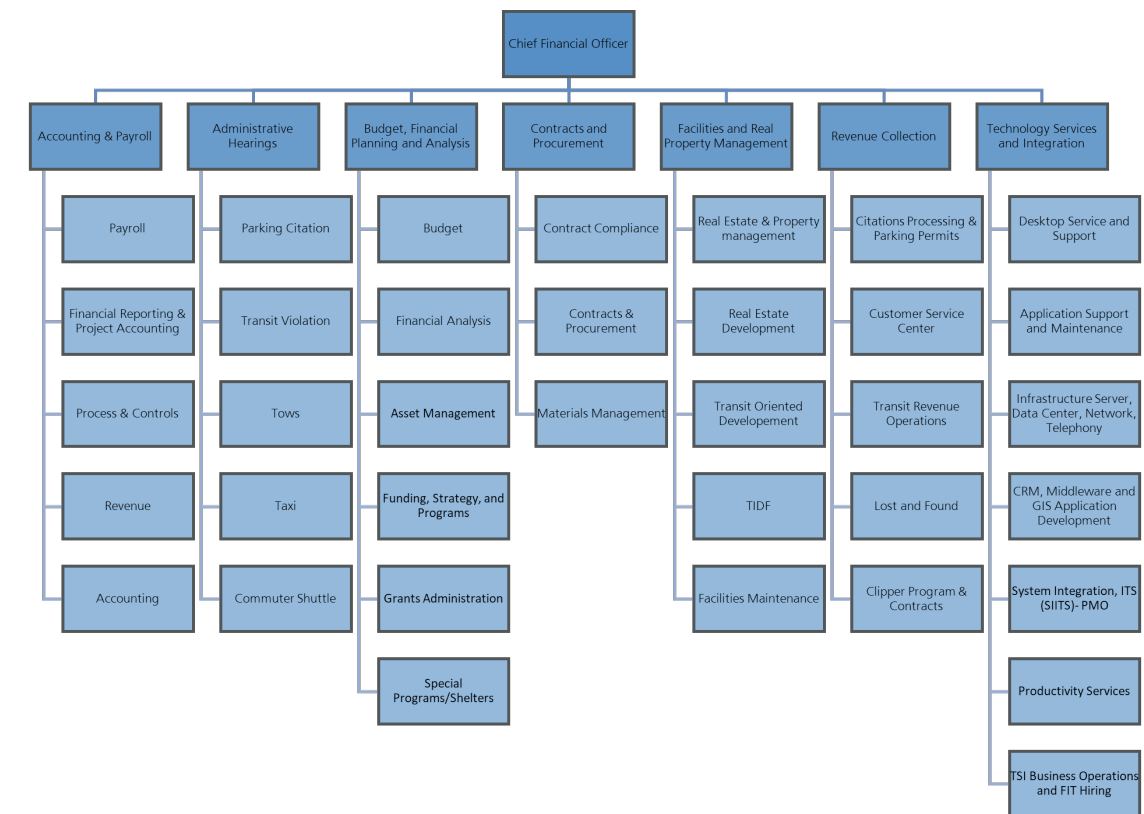 Chief Financial Officer
Accounting & Payroll
Administrative
Hearings
Budget, Financial
Planning and Analysis
Contracts and
Procurement
Facilities and Real
Property Management
Revenue Collection
Technology Services
and Integration
Payroll
Parking Citation
Budget
Contract Compliance
Real Estate & Property
management
Citations Processing &
Parking Permits
Desktop Service and
Support
Financial Reporting &
Project Accounting
Transit Violation
Financial Analysis
Contracts &
Procurement
Real Estate
Development
Customer Service
Center
Application Support
and Maintenance
Process & Controls
Tows
Asset Management
Materials Management
Transit Oriented
Developement
Transit Revenue
Operations
Infrastructure Server,
Data Center, Network,
Telephony
Revenue
Taxi
Funding, Strategy, and
Programs
TIDF
Lost and Found
CRM, Middleware and
GIS Application
Development
Accounting
Commuter Shuttle
Grants Administration
Facilities Maintenance
Clipper Program &
Contracts
System Integration, ITS
(SIITS)- PMO
Special
Programs/Shelters
Productivity Services
TSI Business Operations
and FIT Hiring